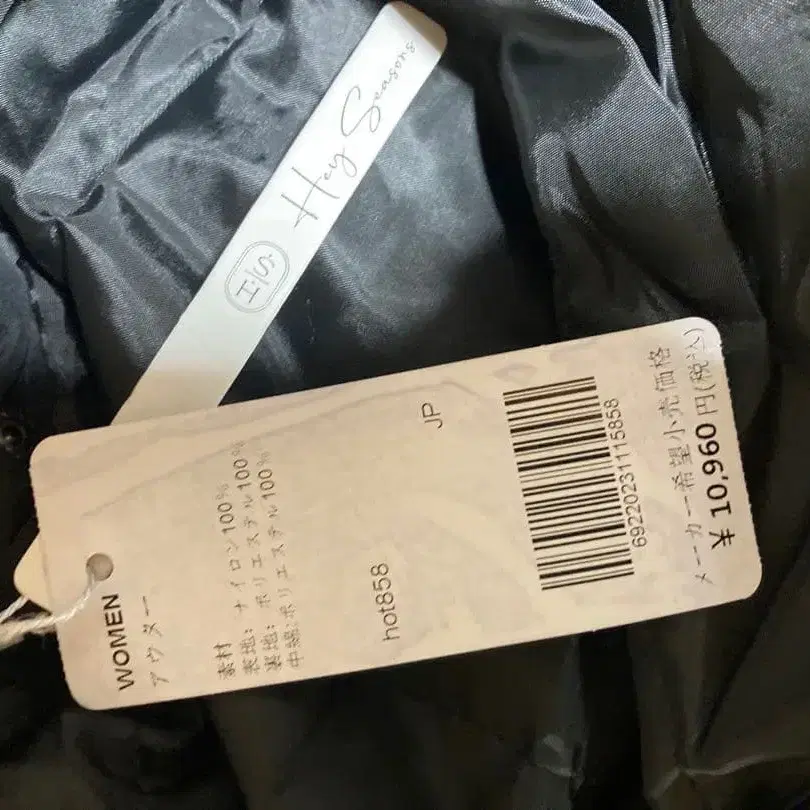 Hey Seasons
H|S.
WOMEN
アウター
素材
表地: ナイロン100%
裏地: ポリエステル100%
中綿:ポリエステル100%
hot858
JP
69220231115858
メーカー希望小売価格
¥ 10,960 円(税込)